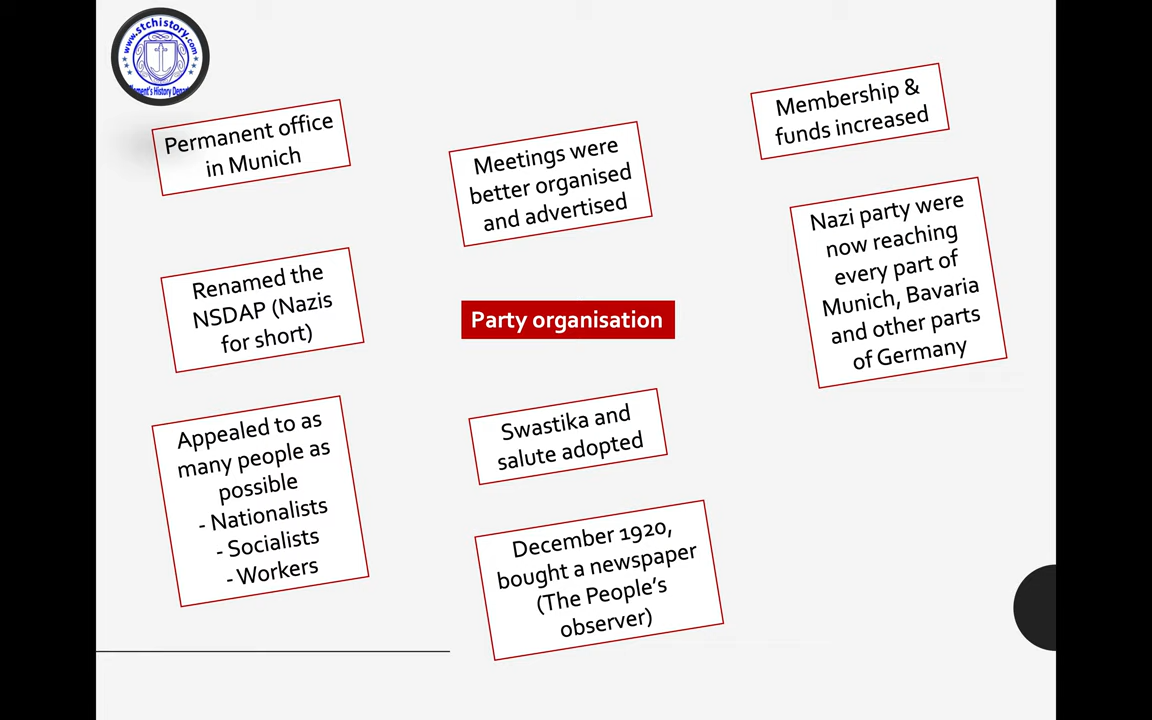 www.stchistory.com
lement's History Depar
Permanent office
in Munich
Renamed the
NSDAP (Nazis
for short)
Appealed to as
many people as
possible
- Nationalists
- Socialists
- Workers
Meetings were
better organised
and advertised
Party organisation
Swastika and
salute adopted
December 1920,
bought a newspaper
(The People's
observer)
Membership &
funds increased
Nazi party were
now reaching
every part of
Munich, Bavaria
and other parts
of Germany